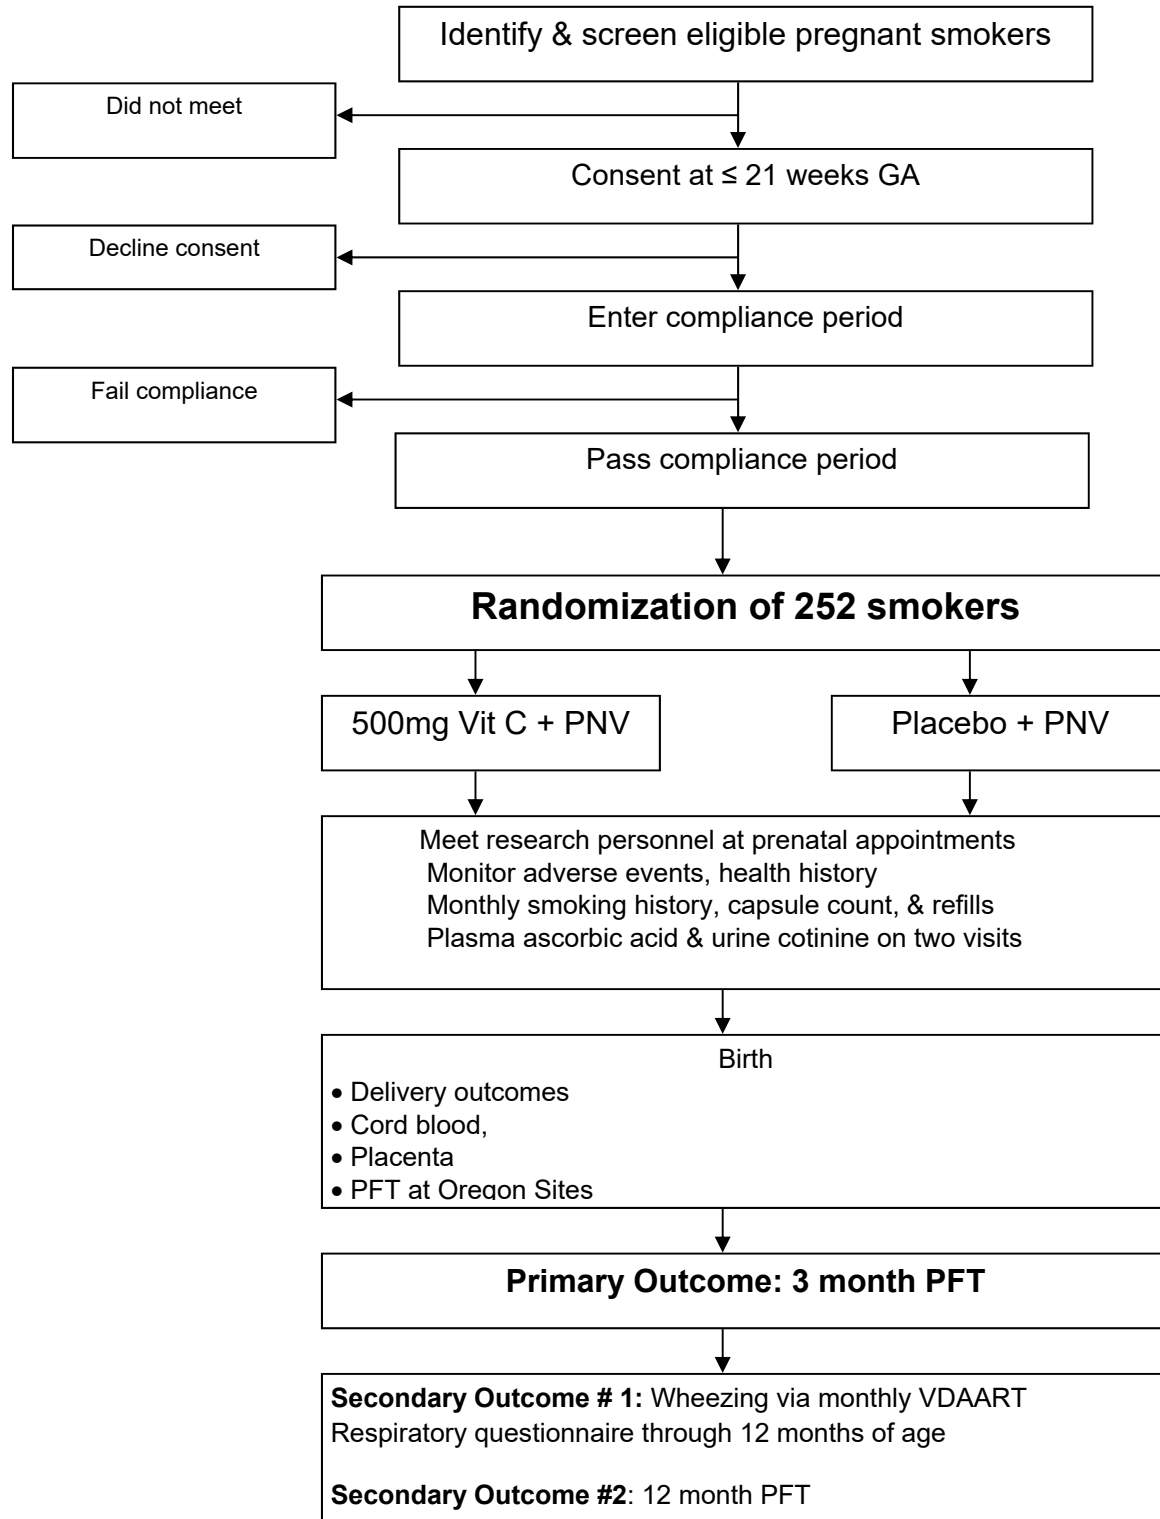 Identify & screen eligible pregnant smokers
Did not meet
Consent at ≤ 21 weeks GA
Decline consent
Enter compliance period
Fail compliance
Pass compliance period
Randomization of 252 smokers
500mg Vit C + PNV
Placebo + PNV
Meet research personnel at prenatal appointments
Monitor adverse events, health history
Monthly smoking history, capsule count, & refills
Plasma ascorbic acid & urine cotinine on two visits
Birth
• Delivery outcomes
• Cord blood,
• Placenta
• PFT at Oregon Sites
Primary Outcome: 3 month PFT
Secondary Outcome # 1: Wheezing via monthly VDAART
Respiratory questionnaire through 12 months of age
Secondary Outcome #2: 12 month PFT